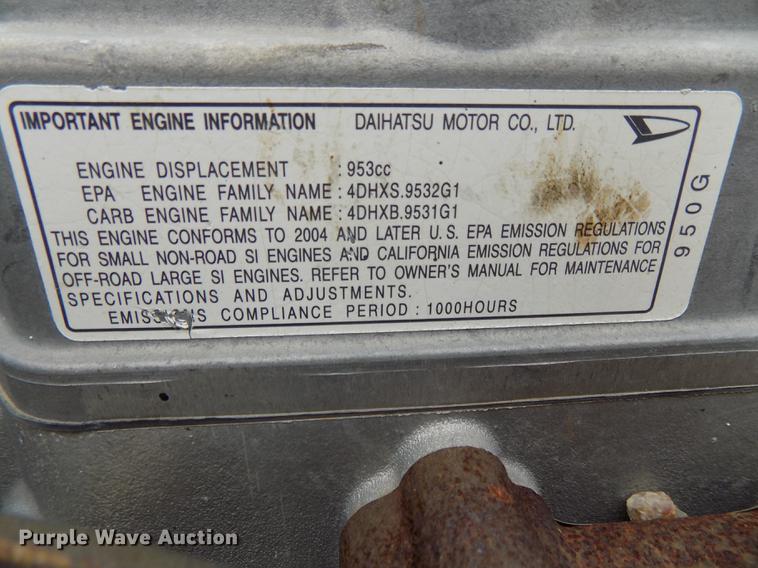 IMPORTANT ENGINE INFORMATION DAIHATSU MOTOR CO., LTD.
ENGINE DISPLACEMENT : 953cc
EPA ENGINE FAMILY NAME : 4DHXS.9532G1
CARB ENGINE FAMILY NAME : 4DHXB.9531G1
THIS ENGINE CONFORMS TO 2004 AND LATER U.S. EPA EMISSION REGULATIONS
FOR SMALL NON-ROAD SI ENGINES AND CALIFORNIA EMISSION REGULATIONS FOR
OFF-ROAD LARGE SI ENGINES. REFER TO OWNER'S MANUAL FOR MAINTENANCE
SPECIFICATIONS AND ADJUSTMENTS.
EMISSIONS COMPLIANCE PERIOD : 1000HOURS
950G
Purple Wave Auction